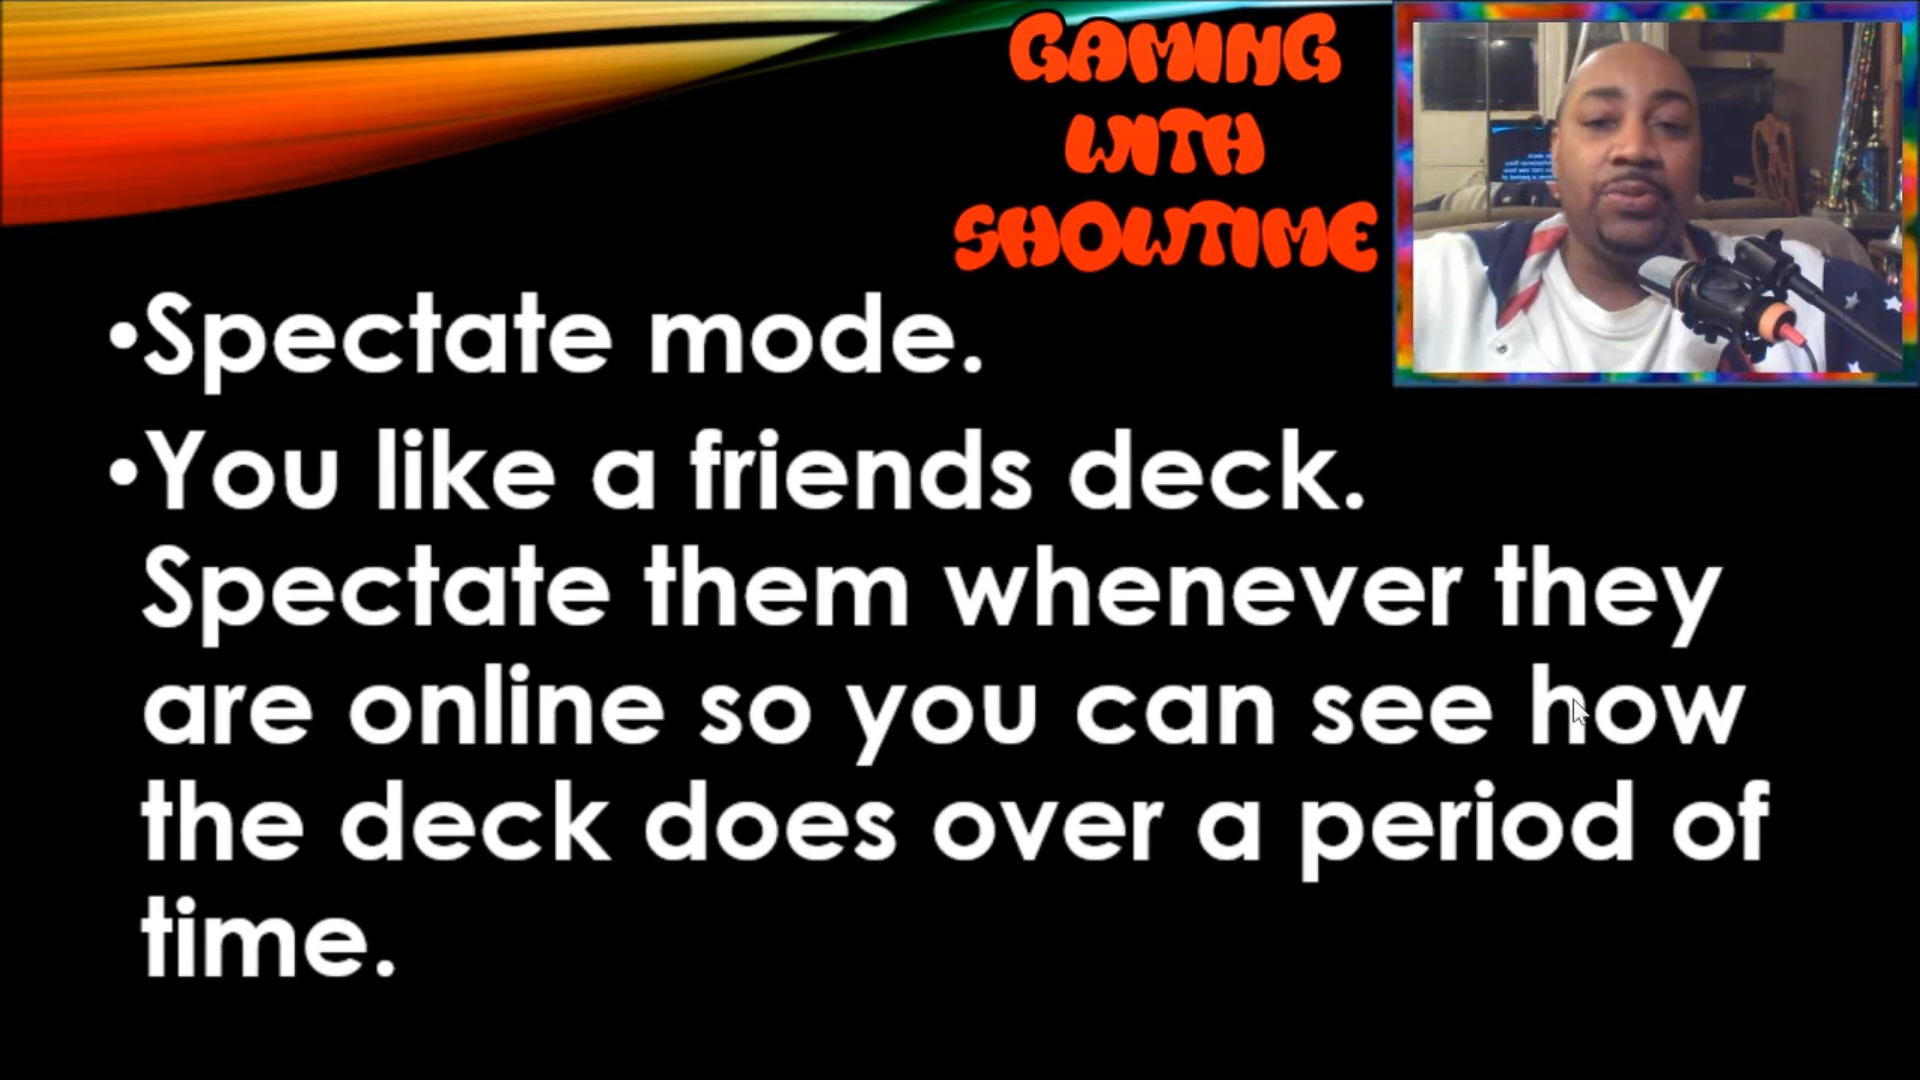 GAMING
WITH
SHOWTIME
•Spectate mode.
•You like a friends deck.
Spectate them whenever they
are online so you can see how
the deck does over a period of
time.